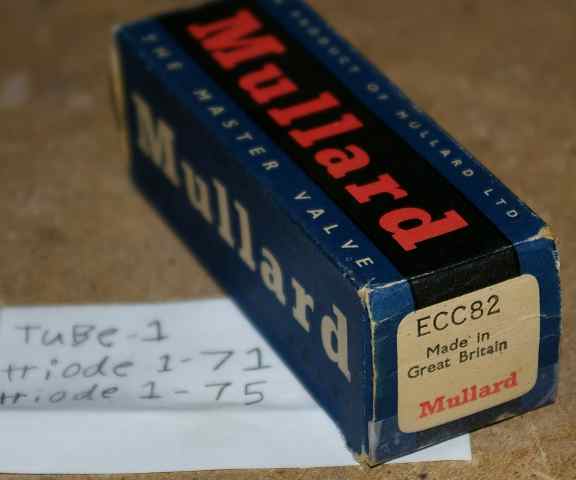 A PRODUCT OF MULLARD LTD
Mullard
THE MASTER VALVE
Mullard
ECC82
Made in
Great Britain
Mullard
TUBE-1
triode 1-71
triode 1-75